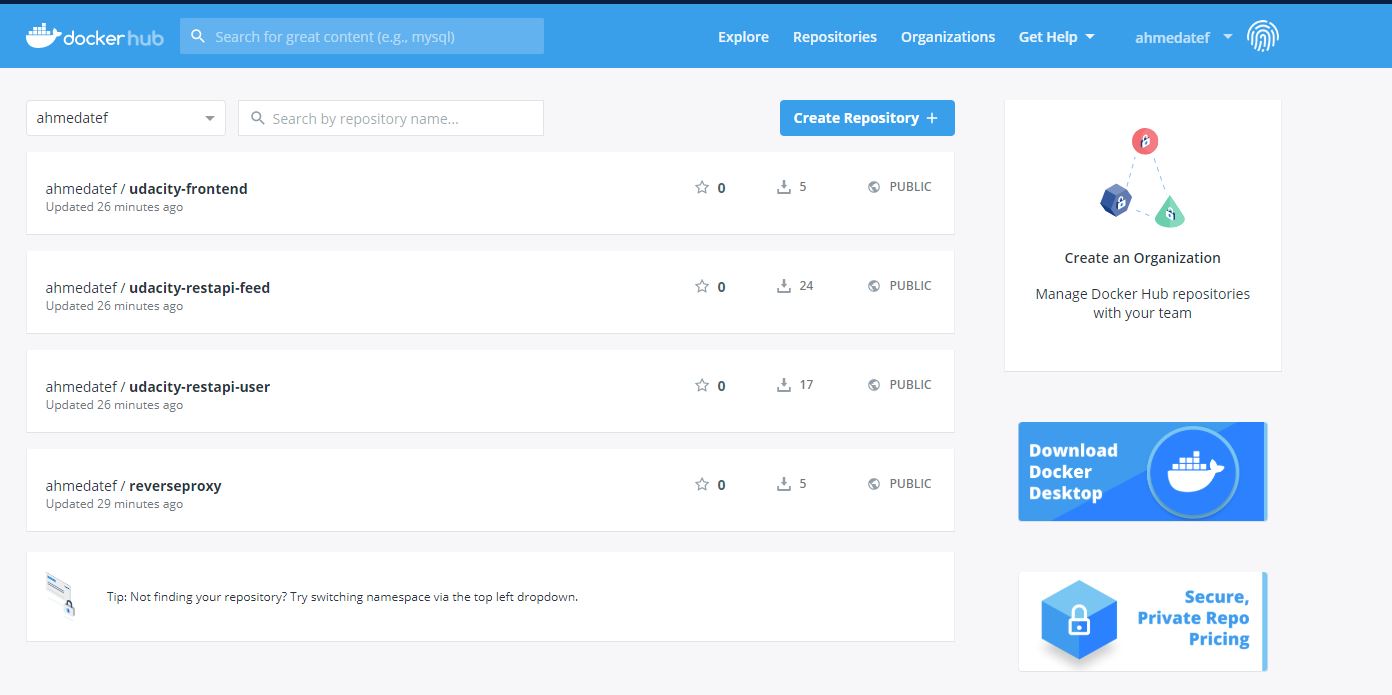 docker hub
Search for great content (e.g., mysql)
Explore
Repositories
Organizations
Get Help
ahmedatef
ahmedatef
Search by repository name...
Create Repository +
ahmedatef / udacity-frontend
Updated 26 minutes ago
0
5
PUBLIC
ahmedatef / udacity-restapi-feed
Updated 26 minutes ago
0
24
PUBLIC
ahmedatef / udacity-restapi-user
Updated 26 minutes ago
0
17
PUBLIC
ahmedatef / reverseproxy
Updated 29 minutes ago
0
5
PUBLIC
Tip: Not finding your repository? Try switching namespace via the top left dropdown.
Create an Organization
Manage Docker Hub repositories
with your team
Download
Docker
Desktop
Secure,
Private Repo
Pricing